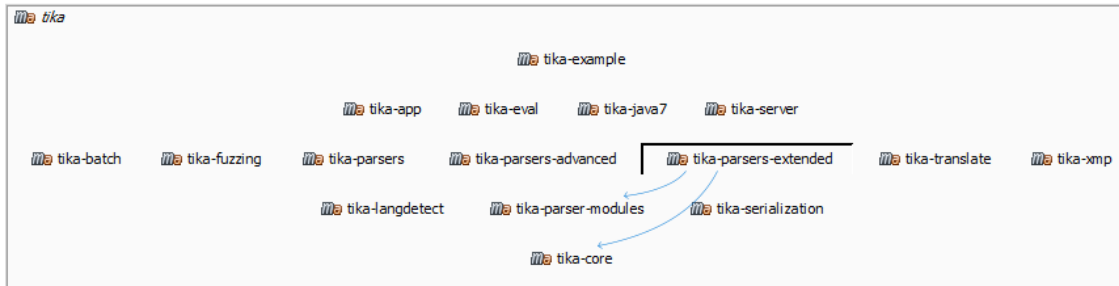 tika
tika-example
tika-app tika-eval tika-java7 tika-server
tika-batch tika-fuzzing tika-parsers tika-parsers-advanced tika-parsers-extended tika-translate tika-xmp
tika-langdetect tika-parser-modules tika-serialization
tika-core